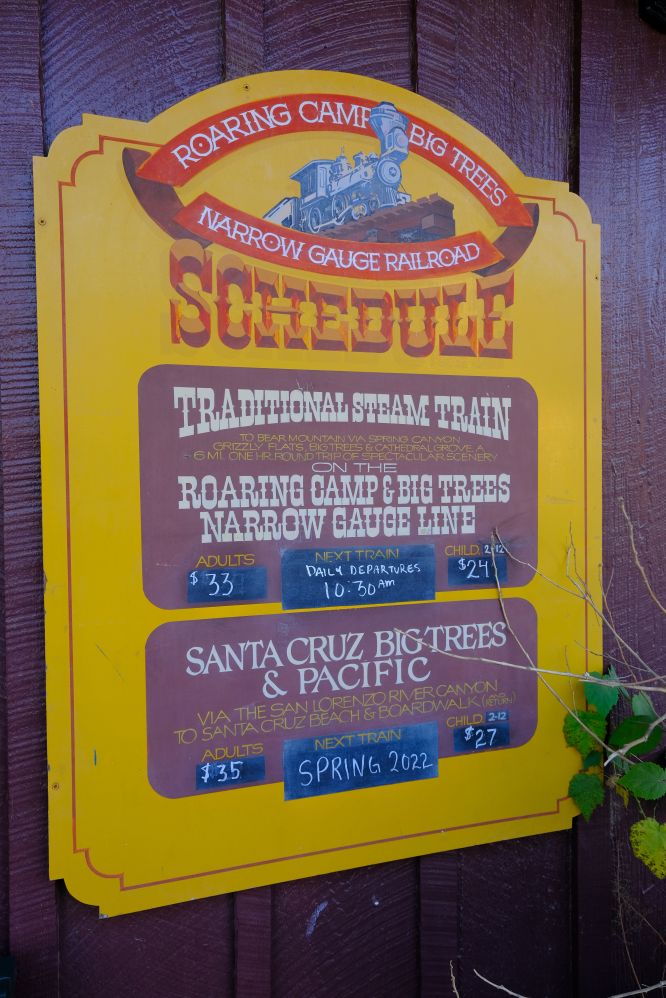 ROARING CAMP BIG TREES
NARROW GAUGE RAILROAD
SCHEDULE
TRADITIONAL STEAM TRAIN
TO BEAR MOUNTAIN VIA SPRING CANYON
GRIZZLY FLATS, BIG TREES & CATHEDRAL GROVE A
6 MI. ONE HR. ROUND TRIP OF SPECTACULAR SCENERY
ON THE
ROARING CAMP & BIG TREES
NARROW GAUGE LINE
ADULTS
$33
NEXT TRAIN
DAILY DEPARTURES
10:30 AM
CHILD 2-12
$24
SANTA CRUZ BIG TREES
& PACIFIC
VIA THE SAN LORENZO RIVER CANYON
TO SANTA CRUZ BEACH & BOARDWALK (AND RETURN)
ADULTS
$35
NEXT TRAIN
SPRING 2022
CHILD 2-12
$27